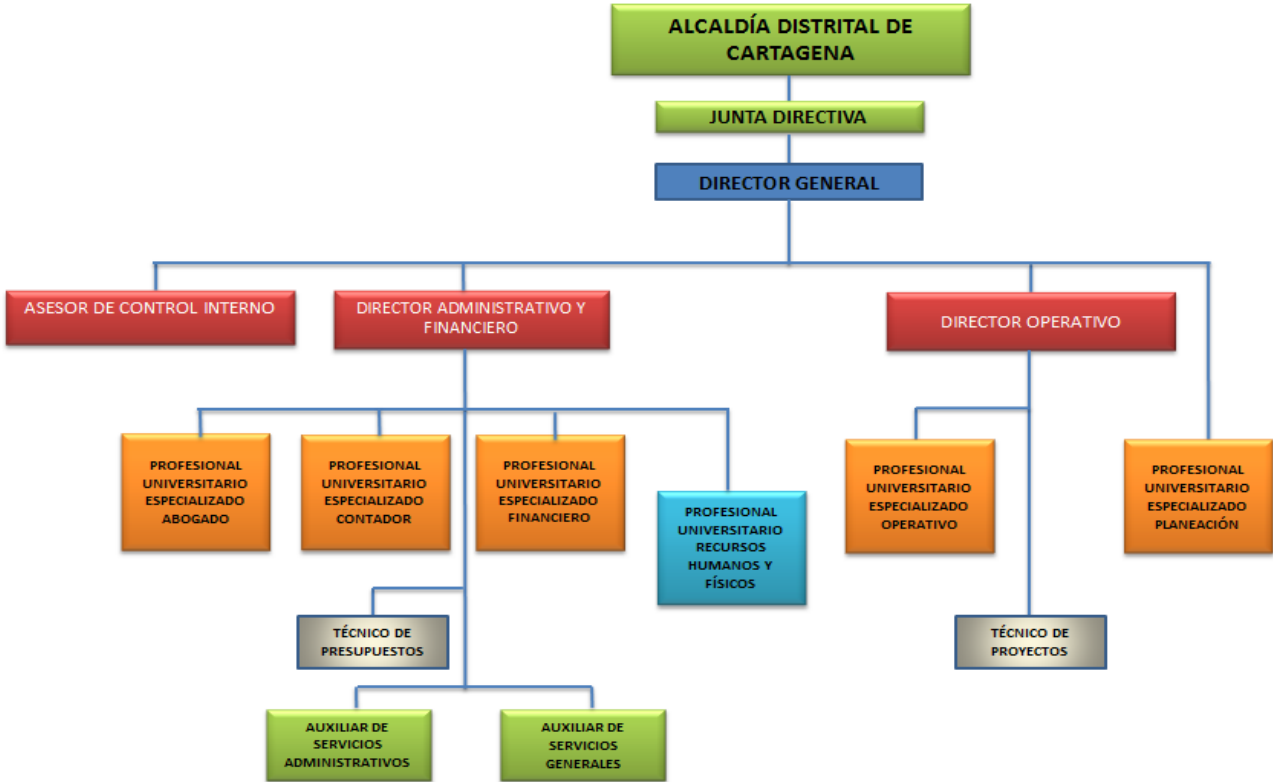 ALCALDÍA DISTRITAL DE
CARTAGENA
JUNTA DIRECTIVA
DIRECTOR GENERAL
ASESOR DE CONTROL INTERNO
DIRECTOR ADMINISTRATIVO Y
FINANCIERO
DIRECTOR OPERATIVO
PROFESIONAL
UNIVERSITARIO
ESPECIALIZADO
ABOGADO
PROFESIONAL
UNIVERSITARIO
ESPECIALIZADO
CONTADOR
PROFESIONAL
UNIVERSITARIO
ESPECIALIZADO
FINANCIERO
PROFESIONAL
UNIVERSITARIO
RECURSOS
HUMANOS Y
FÍSICOS
PROFESIONAL
UNIVERSITARIO
ESPECIALIZADO
OPERATIVO
PROFESIONAL
UNIVERSITARIO
ESPECIALIZADO
PLANEACIÓN
TÉCNICO DE
PRESUPUESTOS
TÉCNICO DE
PROYECTOS
AUXILIAR DE
SERVICIOS
ADMINISTRATIVOS
AUXILIAR DE
SERVICIOS
GENERALES